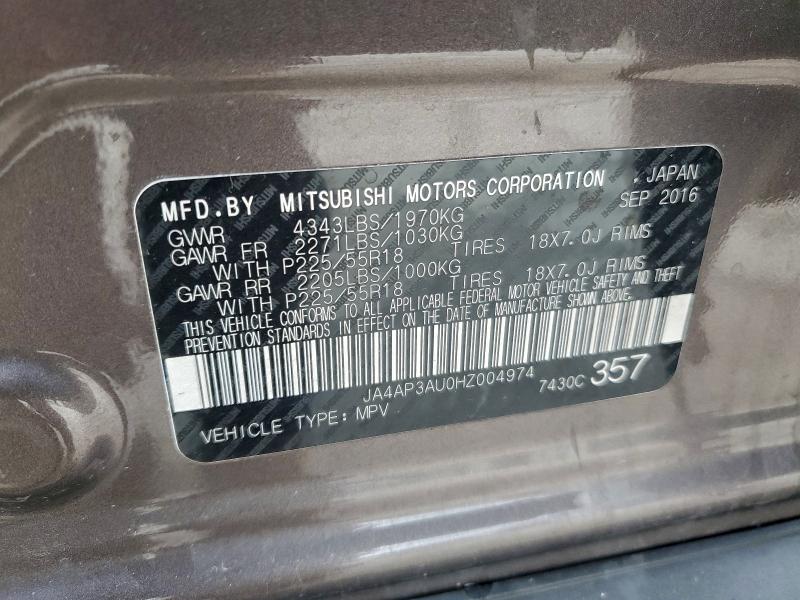 MFD.BY MITSUBISHI MOTORS CORPORATION . JAPAN
SEP 2016
GVWR 4343LBS/1970KG
GAWR FR 2271LBS/1030KG
WITH P225/55R18 TIRES 18X7.0J RIMS
GAWR RR 2205LBS/1000KG
WITH P225/55R18 TIRES 18X7.0J RIMS
THIS VEHICLE CONFORMS TO ALL APPLICABLE FEDERAL MOTOR VEHICLE SAFETY AND THEFT
PREVENTION STANDARDS IN EFFECT ON THE DATE OF MANUFACTURE SHOWN ABOVE.
JA4AP3AU0HZ004974 7430C 357
VEHICLE TYPE: MPV